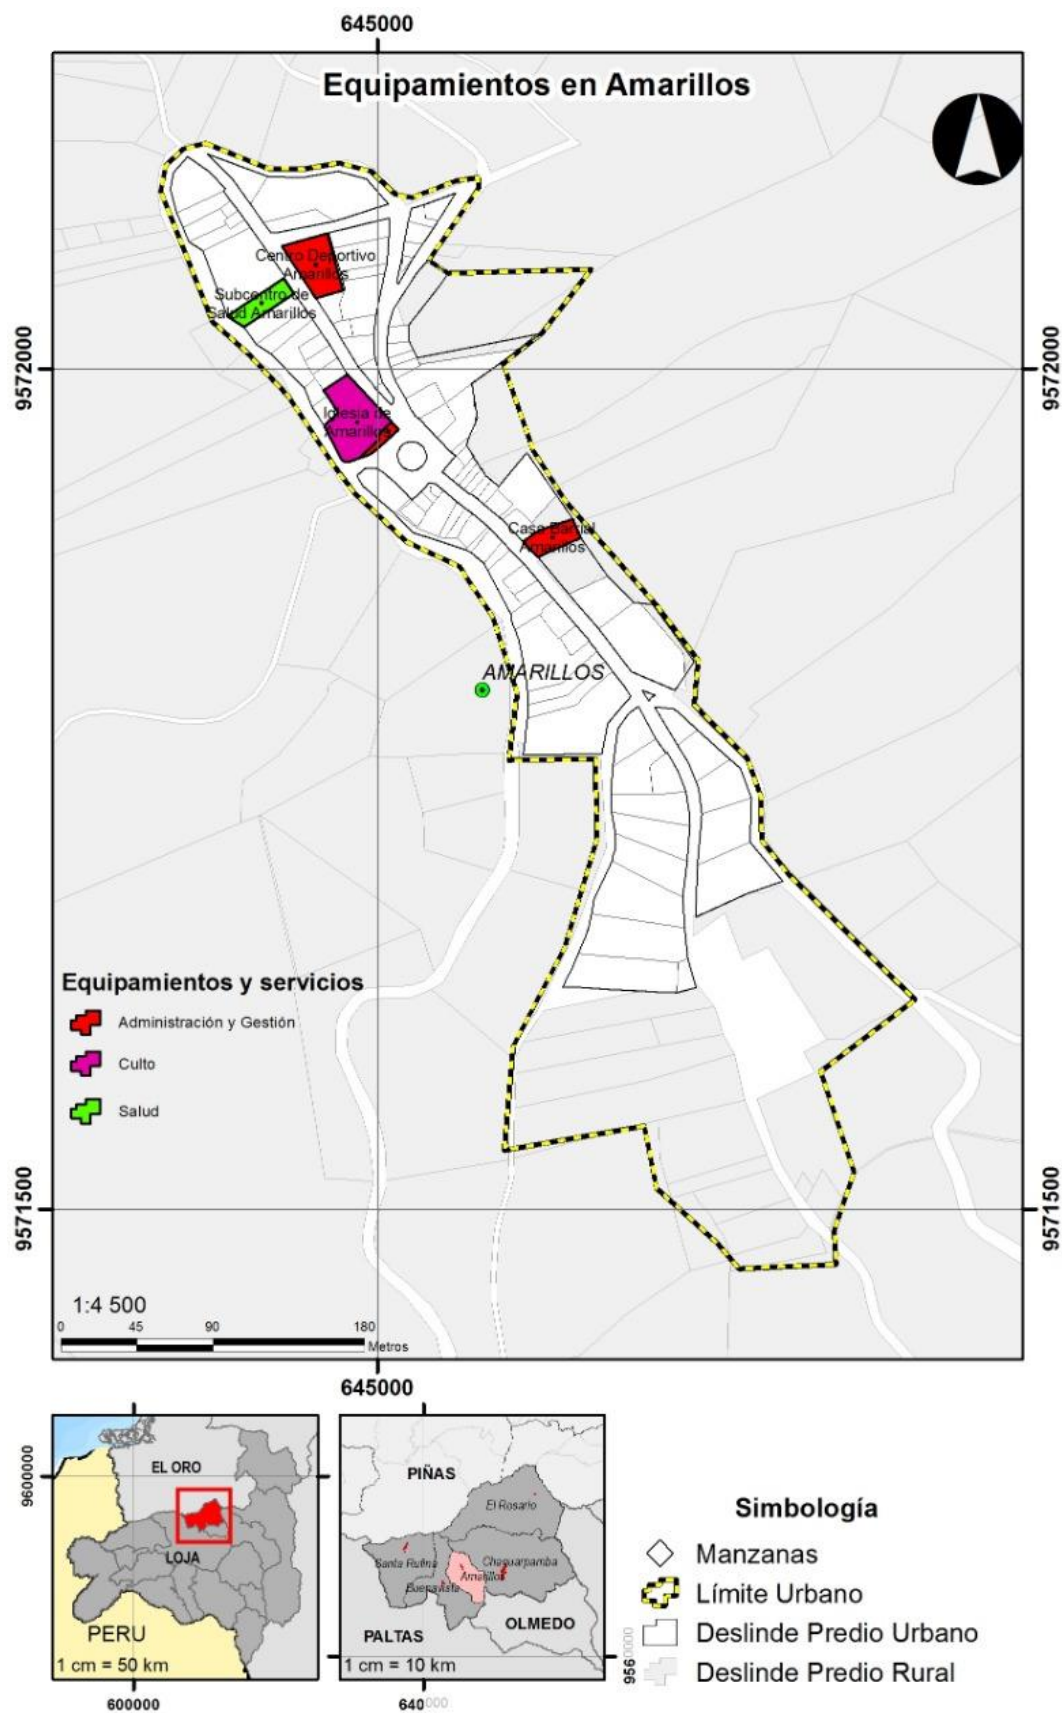 645000
Equipamientos en Amarillos
Centro Deportivo
Amarillos
Subcentro de
Salud Amarillos
9572000
9572000
Iglesia de
Amarillos
Casa Barrial
Amarillos
AMARILLOS
Equipamientos y servicios
Administración y Gestión
Culto
Salud
9571500
9571500
1:4 500
0 45 90 180
Metros
645000
9600000
EL ORO
LOJA
PERU
1 cm = 50 km
600000
PIÑAS
El Rosario
Santa Rufina
Chaguarpamba
Amarillos
Buenavista
OLMEDO
PALTAS
1 cm = 10 km
640000
9560000
Simbología
Manzanas
Límite Urbano
Deslinde Predio Urbano
Deslinde Predio Rural